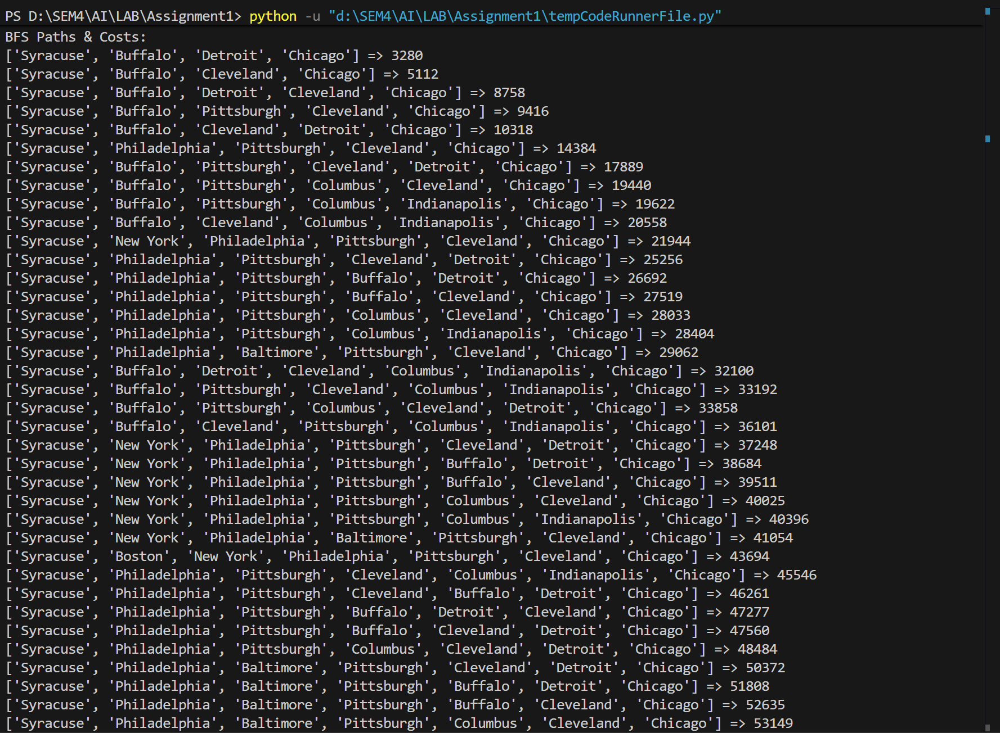 PS D:\SEM4\AI\LAB\Assignment1> python -u "d:\SEM4\AI\LAB\Assignment1\tempCodeRunnerFile.py"
BFS Paths & Costs:
['Syracuse', 'Buffalo', 'Detroit', 'Chicago'] => 3280
['Syracuse', 'Buffalo', 'Cleveland', 'Chicago'] => 5112
['Syracuse', 'Buffalo', 'Detroit', 'Cleveland', 'Chicago'] => 8758
['Syracuse', 'Buffalo', 'Pittsburgh', 'Cleveland', 'Chicago'] => 9416
['Syracuse', 'Buffalo', 'Cleveland', 'Detroit', 'Chicago'] => 10318
['Syracuse', 'Philadelphia', 'Pittsburgh', 'Cleveland', 'Chicago'] => 14384
['Syracuse', 'Buffalo', 'Pittsburgh', 'Cleveland', 'Detroit', 'Chicago'] => 17889
['Syracuse', 'Buffalo', 'Pittsburgh', 'Columbus', 'Cleveland', 'Chicago'] => 19440
['Syracuse', 'Buffalo', 'Pittsburgh', 'Columbus', 'Indianapolis', 'Chicago'] => 19622
['Syracuse', 'Buffalo', 'Cleveland', 'Columbus', 'Indianapolis', 'Chicago'] => 20558
['Syracuse', 'New York', 'Philadelphia', 'Pittsburgh', 'Cleveland', 'Chicago'] => 21944
['Syracuse', 'Philadelphia', 'Pittsburgh', 'Cleveland', 'Detroit', 'Chicago'] => 25256
['Syracuse', 'Philadelphia', 'Pittsburgh', 'Buffalo', 'Detroit', 'Chicago'] => 26692
['Syracuse', 'Philadelphia', 'Pittsburgh', 'Buffalo', 'Cleveland', 'Chicago'] => 27519
['Syracuse', 'Philadelphia', 'Pittsburgh', 'Columbus', 'Cleveland', 'Chicago'] => 28033
['Syracuse', 'Philadelphia', 'Pittsburgh', 'Columbus', 'Indianapolis', 'Chicago'] => 28404
['Syracuse', 'Philadelphia', 'Baltimore', 'Pittsburgh', 'Cleveland', 'Chicago'] => 29062
['Syracuse', 'Buffalo', 'Detroit', 'Cleveland', 'Columbus', 'Indianapolis', 'Chicago'] => 32100
['Syracuse', 'Buffalo', 'Pittsburgh', 'Cleveland', 'Columbus', 'Indianapolis', 'Chicago'] => 33192
['Syracuse', 'Buffalo', 'Pittsburgh', 'Columbus', 'Cleveland', 'Detroit', 'Chicago'] => 33858
['Syracuse', 'Buffalo', 'Cleveland', 'Pittsburgh', 'Columbus', 'Indianapolis', 'Chicago'] => 36101
['Syracuse', 'New York', 'Philadelphia', 'Pittsburgh', 'Cleveland', 'Detroit', 'Chicago'] => 37248
['Syracuse', 'New York', 'Philadelphia', 'Pittsburgh', 'Buffalo', 'Detroit', 'Chicago'] => 38684
['Syracuse', 'New York', 'Philadelphia', 'Pittsburgh', 'Buffalo', 'Cleveland', 'Chicago'] => 39511
['Syracuse', 'New York', 'Philadelphia', 'Pittsburgh', 'Columbus', 'Cleveland', 'Chicago'] => 40025
['Syracuse', 'New York', 'Philadelphia', 'Pittsburgh', 'Columbus', 'Indianapolis', 'Chicago'] => 40396
['Syracuse', 'New York', 'Philadelphia', 'Baltimore', 'Pittsburgh', 'Cleveland', 'Chicago'] => 41054
['Syracuse', 'Boston', 'New York', 'Philadelphia', 'Pittsburgh', 'Cleveland', 'Chicago'] => 43694
['Syracuse', 'Philadelphia', 'Pittsburgh', 'Cleveland', 'Columbus', 'Indianapolis', 'Chicago'] => 45546
['Syracuse', 'Philadelphia', 'Pittsburgh', 'Cleveland', 'Buffalo', 'Detroit', 'Chicago'] => 46261
['Syracuse', 'Philadelphia', 'Pittsburgh', 'Buffalo', 'Detroit', 'Cleveland', 'Chicago'] => 47277
['Syracuse', 'Philadelphia', 'Pittsburgh', 'Buffalo', 'Cleveland', 'Detroit', 'Chicago'] => 47560
['Syracuse', 'Philadelphia', 'Pittsburgh', 'Columbus', 'Cleveland', 'Detroit', 'Chicago'] => 48484
['Syracuse', 'Philadelphia', 'Baltimore', 'Pittsburgh', 'Cleveland', 'Detroit', 'Chicago'] => 50372
['Syracuse', 'Philadelphia', 'Baltimore', 'Pittsburgh', 'Buffalo', 'Detroit', 'Chicago'] => 51808
['Syracuse', 'Philadelphia', 'Baltimore', 'Pittsburgh', 'Buffalo', 'Cleveland', 'Chicago'] => 52635
['Syracuse', 'Philadelphia', 'Baltimore', 'Pittsburgh', 'Columbus', 'Cleveland', 'Chicago'] => 53149